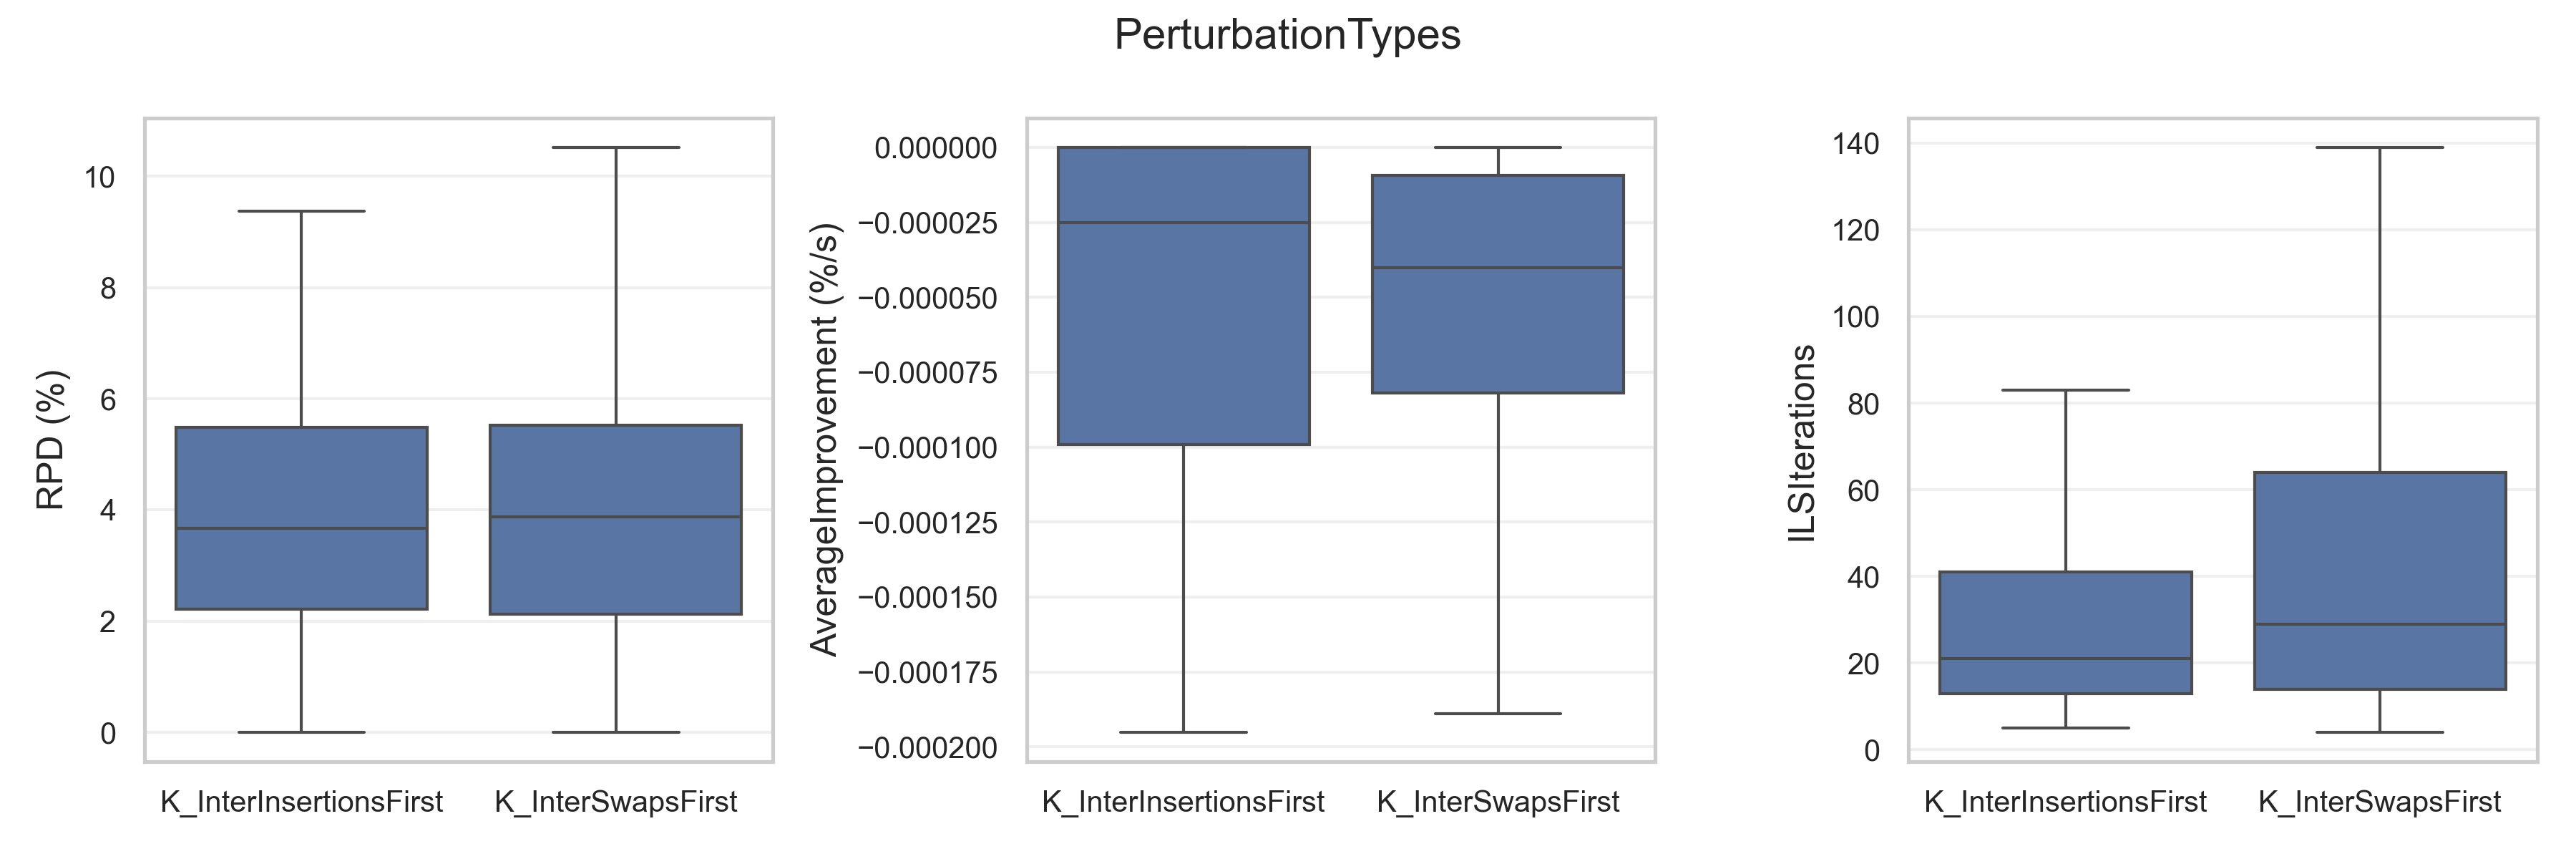 PerturbationTypes
RPD (%)
10
8
6
4
2
0
K_InterInsertionsFirst
K_InterSwapsFirst
AverageImprovement (%/s)
0.000000
−0.000025
−0.000050
−0.000075
−0.000100
−0.000125
−0.000150
−0.000175
−0.000200
K_InterInsertionsFirst
K_InterSwapsFirst
ILSIterations
140
120
100
80
60
40
20
0
K_InterInsertionsFirst
K_InterSwapsFirst